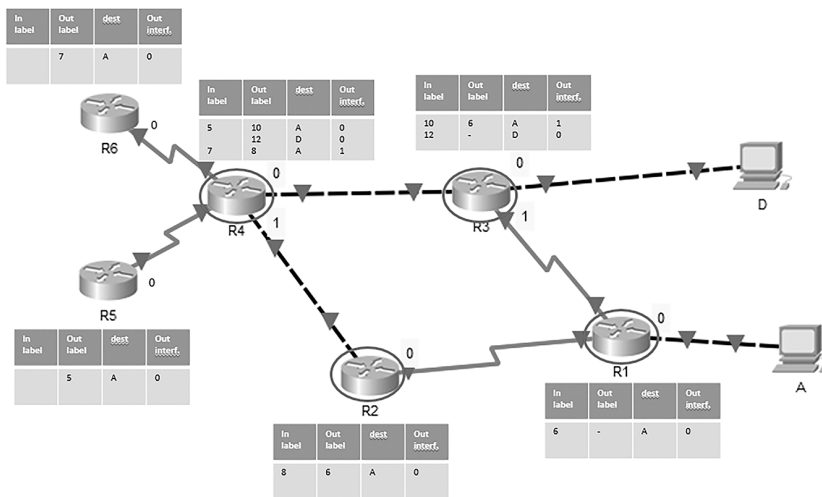 In label Out label dest Out interf.
7 A 0
0
R6
In label Out label dest Out interf.
5 10 A 0
12 D 0
7 8 A 1
0
1
R4
In label Out label dest Out interf.
10 6 A 1
12 - D 0
0
1
R3
D
0
R5
In label Out label dest Out interf.
5 A 0
0
R2
In label Out label dest Out interf.
8 6 A 0
0
R1
A
In label Out label dest Out interf.
6 - A 0